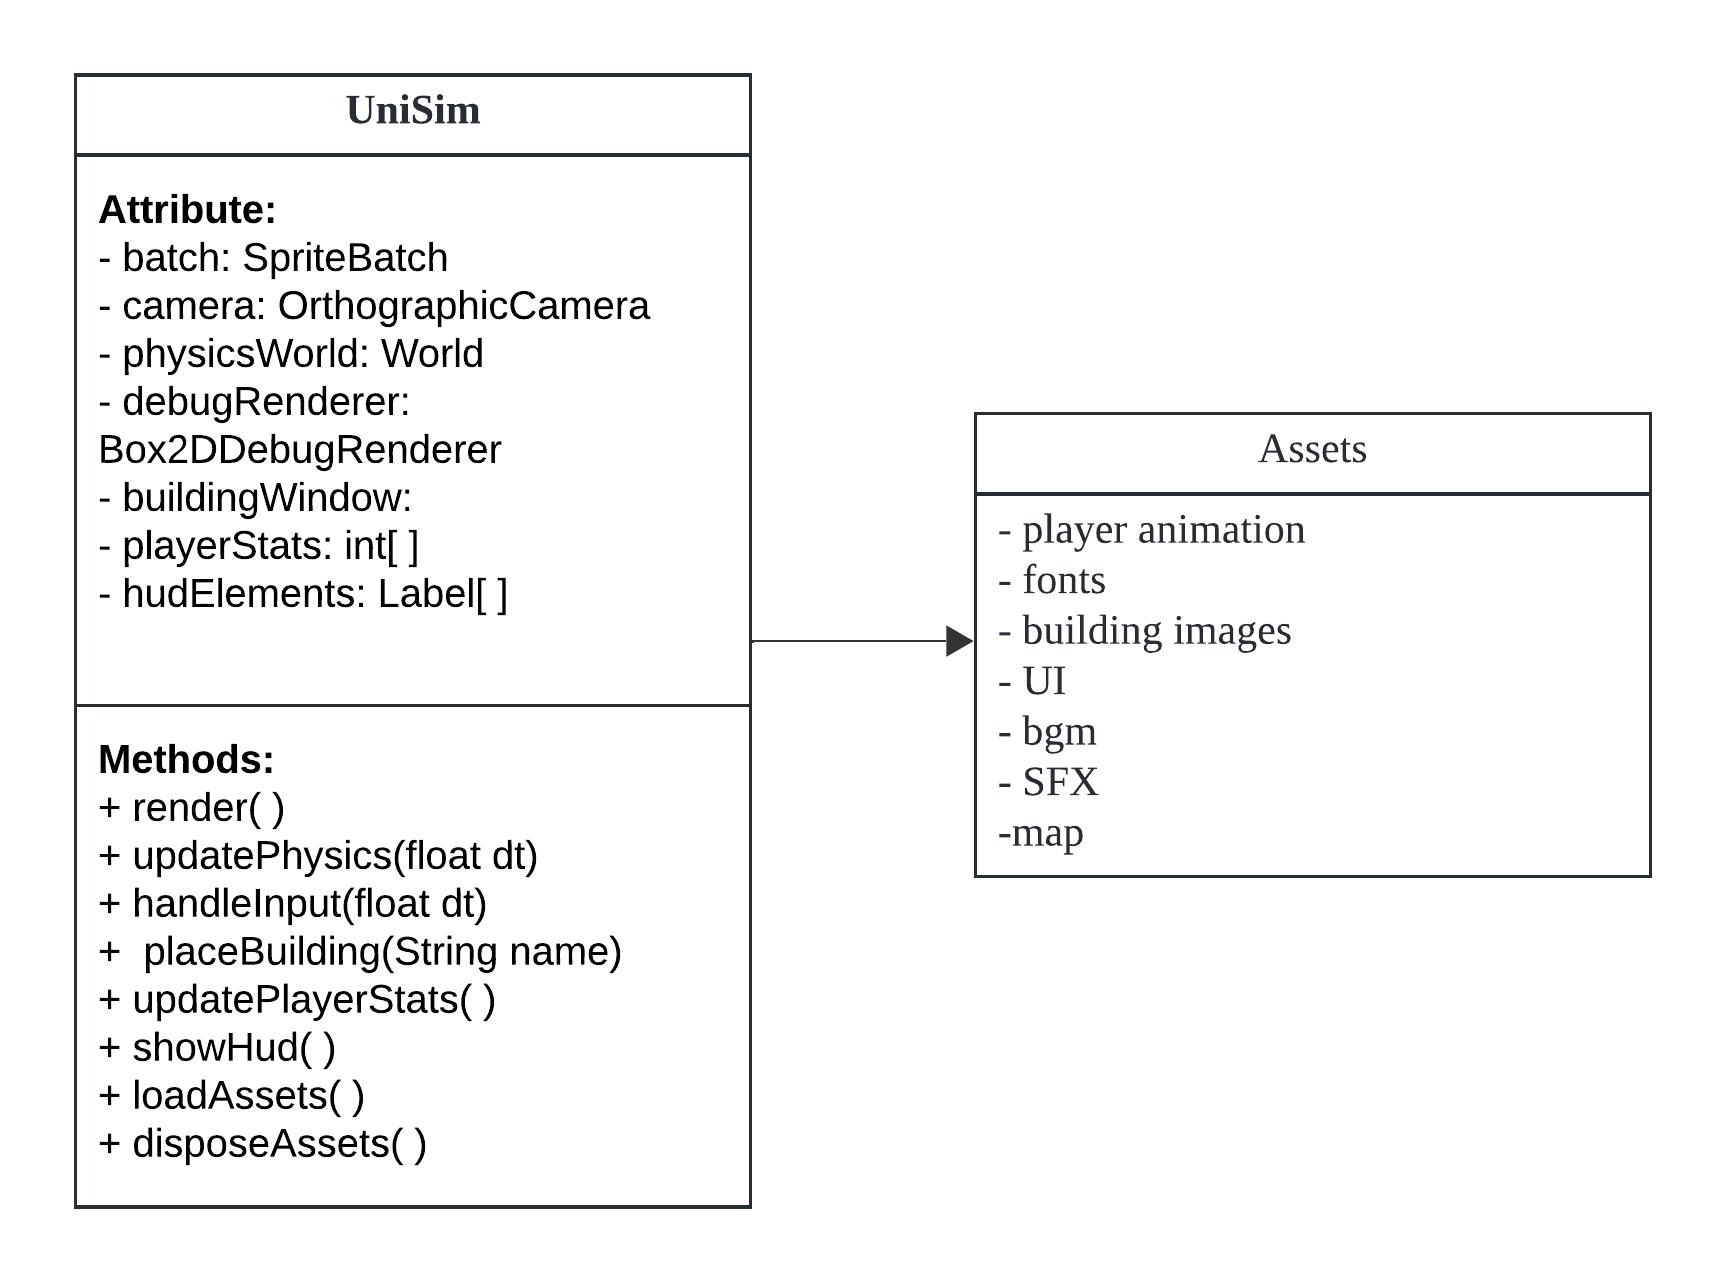 UniSim
Attribute:
- batch: SpriteBatch
- camera: OrthographicCamera
- physicsWorld: World
- debugRenderer:
Box2DDebugRenderer
- buildingWindow:
- playerStats: int[ ]
- hudElements: Label[ ]
Methods:
+ render( )
+ updatePhysics(float dt)
+ handleInput(float dt)
+  placeBuilding(String name)
+ updatePlayerStats( )
+ showHud( )
+ loadAssets( )
+ disposeAssets( )
Assets
- player animation
- fonts
- building images
- UI
- bgm
- SFX
-map